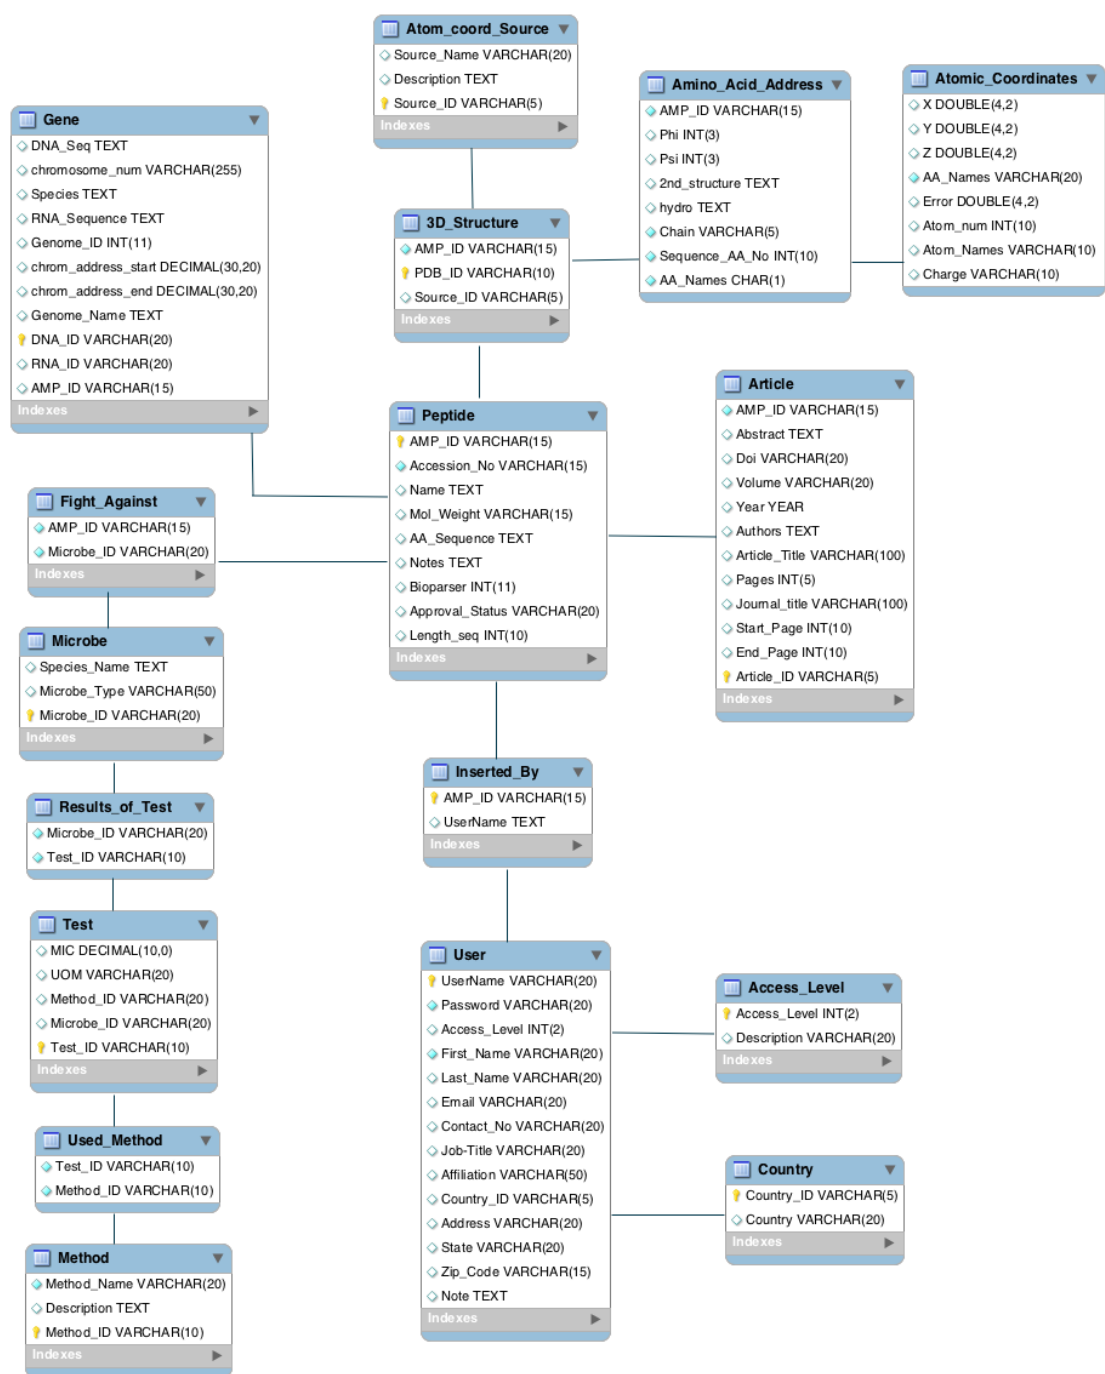 Atom_coord_Source
Source_Name VARCHAR(20)
Description TEXT
Source_ID VARCHAR(5)
Indexes
Amino_Acid_Address
AMP_ID VARCHAR(15)
Phi INT(3)
Psi INT(3)
2nd_structure TEXT
hydro TEXT
Chain VARCHAR(5)
Sequence_AA_No INT(10)
AA_Names CHAR(1)
Indexes
Atomic_Coordinates
X DOUBLE(4,2)
Y DOUBLE(4,2)
Z DOUBLE(4,2)
AA_Names VARCHAR(20)
Error DOUBLE(4,2)
Atom_num INT(10)
Atom_Names VARCHAR(10)
Charge VARCHAR(10)
Indexes
Gene
DNA_Seq TEXT
chromosome_num VARCHAR(255)
Species TEXT
RNA_Sequence TEXT
Genome_ID INT(11)
chrom_address_start DECIMAL(30,20)
chrom_address_end DECIMAL(30,20)
Genome_Name TEXT
DNA_ID VARCHAR(20)
RNA_ID VARCHAR(20)
AMP_ID VARCHAR(15)
Indexes
3D_Structure
AMP_ID VARCHAR(15)
PDB_ID VARCHAR(10)
Source_ID VARCHAR(5)
Indexes
Peptide
AMP_ID VARCHAR(15)
Accession_No VARCHAR(15)
Name TEXT
Mol_Weight VARCHAR(15)
AA_Sequence TEXT
Notes TEXT
Bioparser INT(11)
Approval_Status VARCHAR(20)
Length_seq INT(10)
Indexes
Article
AMP_ID VARCHAR(15)
Abstract TEXT
Doi VARCHAR(20)
Volume VARCHAR(20)
Year YEAR
Authors TEXT
Article_Title VARCHAR(100)
Pages INT(5)
Journal_title VARCHAR(100)
Start_Page INT(10)
End_Page INT(10)
Article_ID VARCHAR(5)
Indexes
Fight_Against
AMP_ID VARCHAR(15)
Microbe_ID VARCHAR(20)
Indexes
Microbe
Species_Name TEXT
Microbe_Type VARCHAR(50)
Microbe_ID VARCHAR(20)
Indexes
Results_of_Test
Microbe_ID VARCHAR(20)
Test_ID VARCHAR(10)
Test
MIC DECIMAL(10,0)
UOM VARCHAR(20)
Method_ID VARCHAR(20)
Microbe_ID VARCHAR(20)
Test_ID VARCHAR(10)
Indexes
Used_Method
Test_ID VARCHAR(10)
Method_ID VARCHAR(10)
Method
Method_Name VARCHAR(20)
Description TEXT
Method_ID VARCHAR(10)
Indexes
Inserted_By
AMP_ID VARCHAR(15)
UserName TEXT
Indexes
User
UserName VARCHAR(20)
Password VARCHAR(20)
Access_Level INT(2)
First_Name VARCHAR(20)
Last_Name VARCHAR(20)
Email VARCHAR(20)
Contact_No VARCHAR(20)
Job-Title VARCHAR(20)
Affiliation VARCHAR(50)
Country_ID VARCHAR(5)
Address VARCHAR(20)
State VARCHAR(20)
Zip_Code VARCHAR(15)
Note TEXT
Indexes
Access_Level
Access_Level INT(2)
Description VARCHAR(20)
Indexes
Country
Country_ID VARCHAR(5)
Country VARCHAR(20)
Indexes